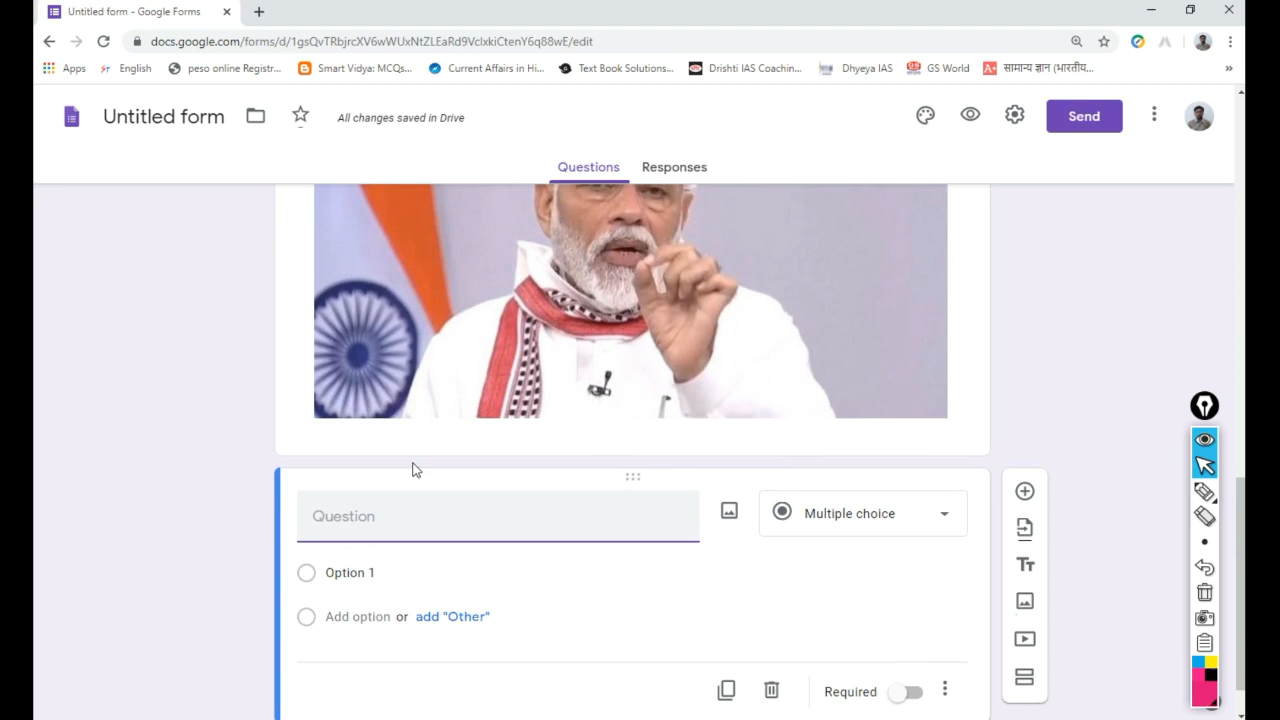 Untitled form - Google Forms
docs.google.com/forms/d/1gsQvTRbjrcXV6wWUxNtZLEaRd9VclxkiCtenY6q88wE/edit
Apps English peso online Registr... Smart Vidya: MCQs... Current Affairs in Hi... Text Book Solutions... Drishti IAS Coachin... Dhyeya IAS GS World सामान्य ज्ञान (भारतीय... »
Untitled form All changes saved in Drive Send
Questions Responses
Question Multiple choice
Option 1
Add option or add "Other"
Required